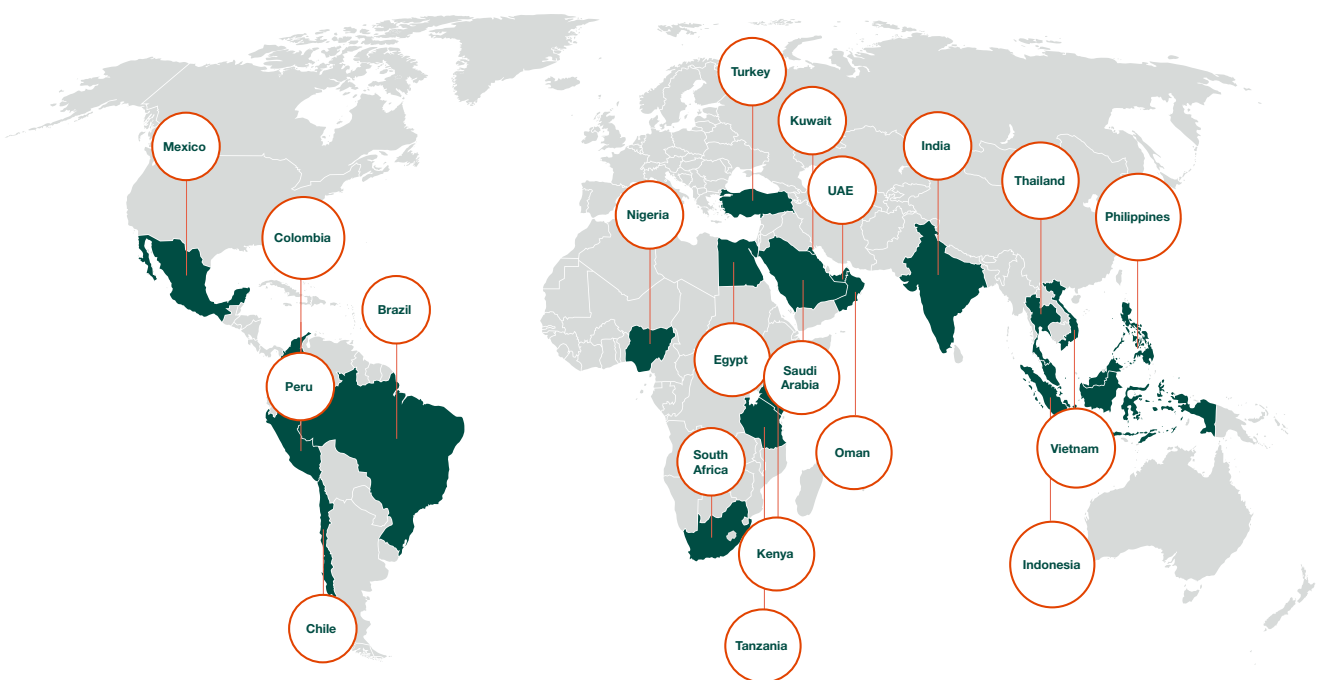 Turkey
Kuwait
Mexico
India
Thailand
UAE
Nigeria
Philippines
Colombia
Brazil
Egypt
Saudi
Arabia
Peru
Vietnam
Oman
South
Africa
Kenya
Indonesia
Chile
Tanzania